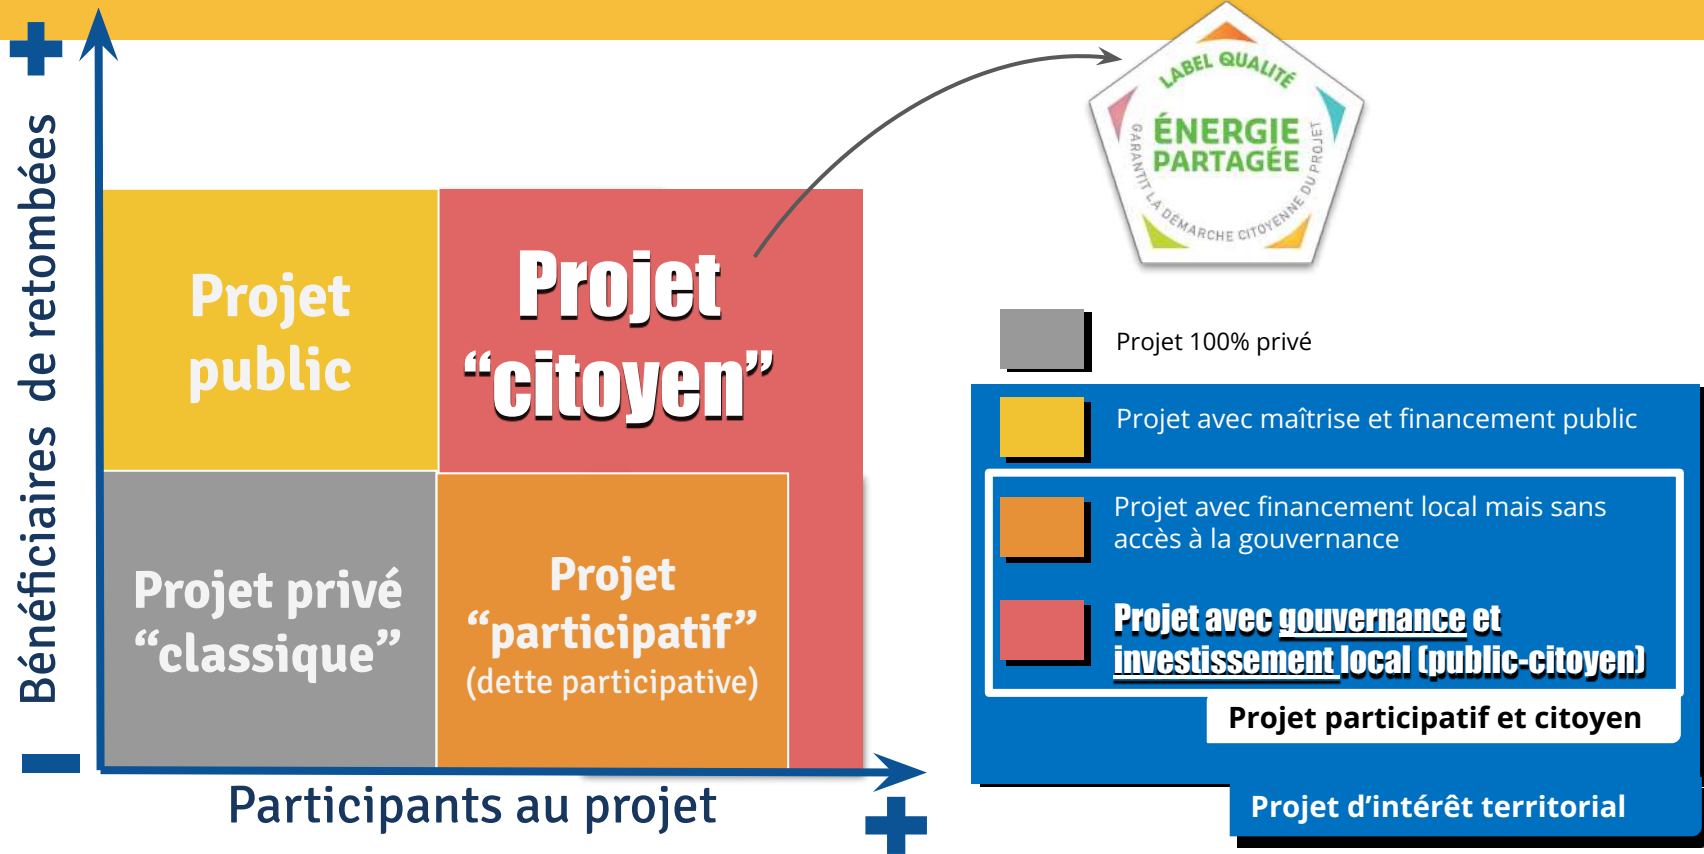 Bénéficiaires de retombées
Projet
public
Projet
“citoyen”
Projet privé
“classique”
Projet
“participatif”
(dette participative)
Participants au projet
LABEL QUALITÉ
ÉNERGIE
PARTAGÉE
GARANTIT LA DÉMARCHE CITOYENNE DU PROJET
Projet 100% privé
Projet avec maîtrise et financement public
Projet avec financement local mais sans
accès à la gouvernance
Projet avec gouvernance et
investissement local (public-citoyen)
Projet participatif et citoyen
Projet d’intérêt territorial